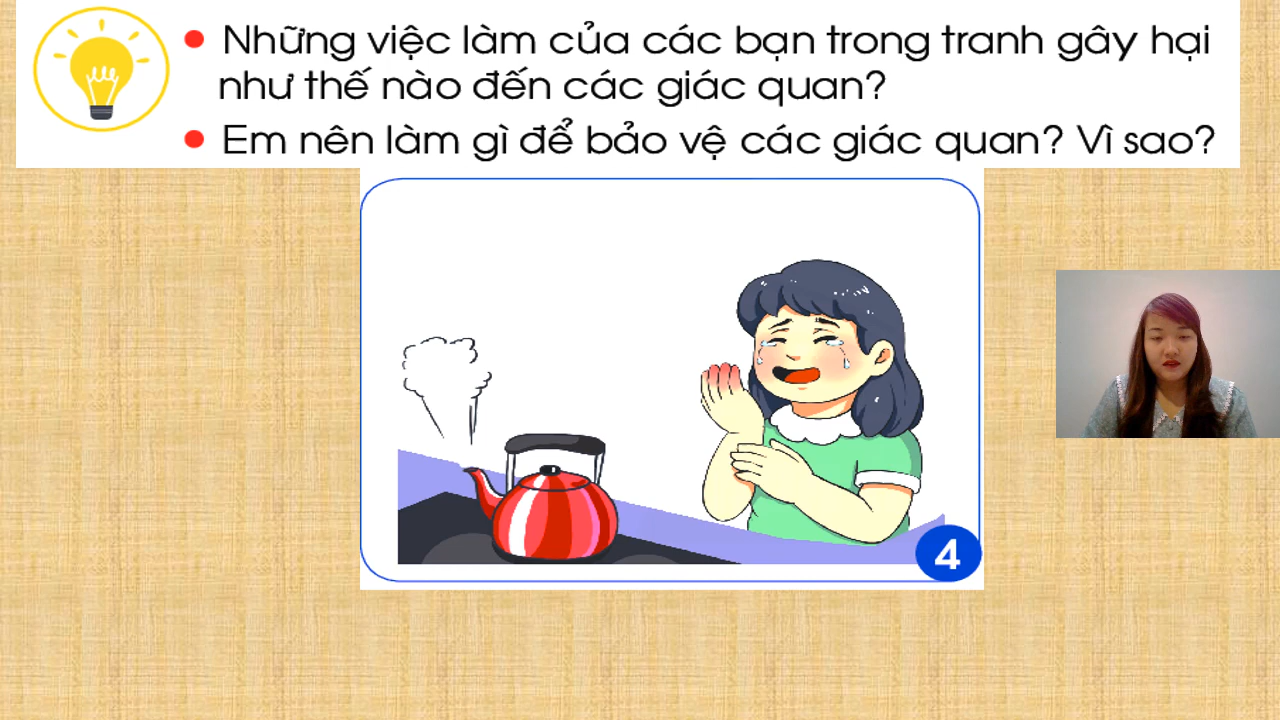 Những việc làm của các bạn trong tranh gây hại
như thế nào đến các giác quan?
Em nên làm gì để bảo vệ các giác quan? Vì sao?
4